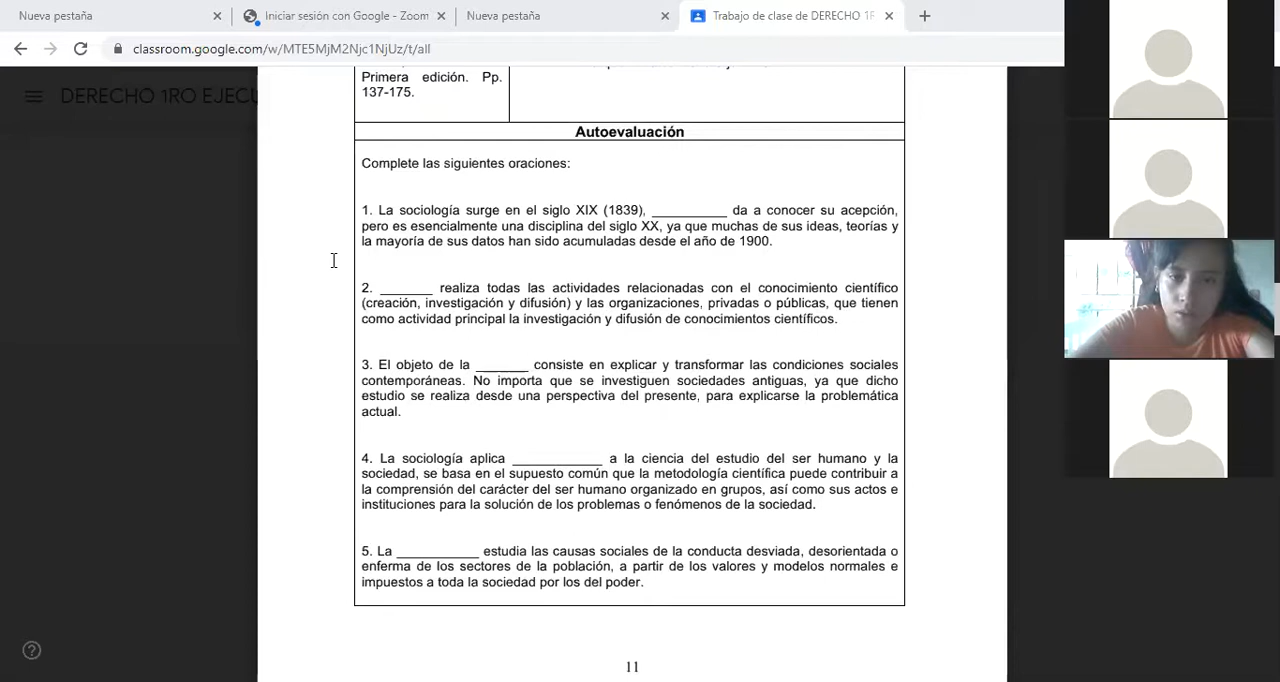 Nueva pestaña
Iniciar sesión con Google - Zoom
Nueva pestaña
Trabajo de clase de DERECHO 1R
classroom.google.com/w/MTE5MjM2Njc1NjUz/t/all
DERECHO 1RO EJECU
Primera edición. Pp.
137-175.
Autoevaluación
Complete las siguientes oraciones:
1. La sociología surge en el siglo XIX (1839), __________ da a conocer su acepción,
pero es esencialmente una disciplina del siglo XX, ya que muchas de sus ideas, teorías y
la mayoría de sus datos han sido acumuladas desde el año de 1900.
2. _______ realiza todas las actividades relacionadas con el conocimiento científico
(creación, investigación y difusión) y las organizaciones, privadas o públicas, que tienen
como actividad principal la investigación y difusión de conocimientos científicos.
3. El objeto de la _______ consiste en explicar y transformar las condiciones sociales
contemporáneas. No importa que se investiguen sociedades antiguas, ya que dicho
estudio se realiza desde una perspectiva del presente, para explicarse la problemática
actual.
4. La sociología aplica ____________ a la ciencia del estudio del ser humano y la
sociedad, se basa en el supuesto común que la metodología científica puede contribuir a
la comprensión del carácter del ser humano organizado en grupos, así como sus actos e
instituciones para la solución de los problemas o fenómenos de la sociedad.
5. La ___________ estudia las causas sociales de la conducta desviada, desorientada o
enferma de los sectores de la población, a partir de los valores y modelos normales e
impuestos a toda la sociedad por los del poder.
11